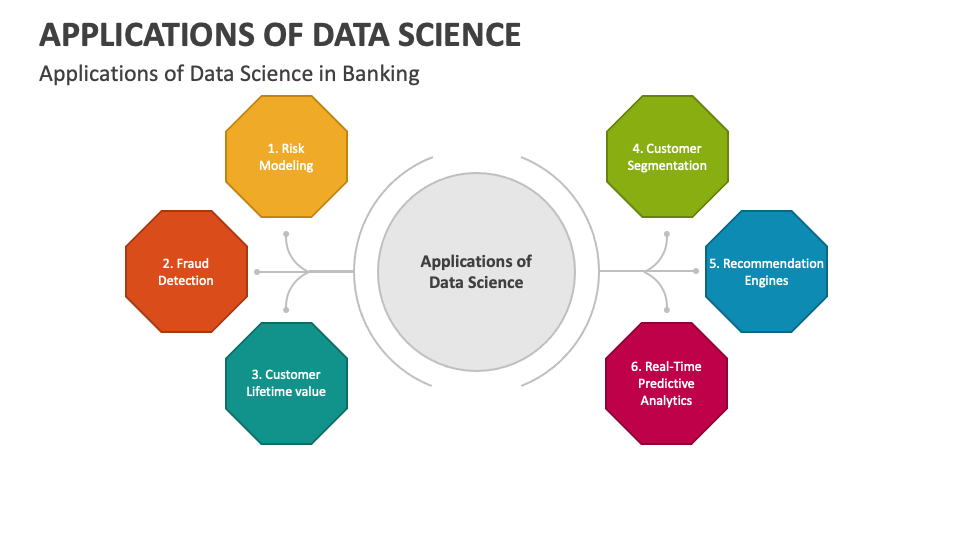 APPLICATIONS OF DATA SCIENCE
Applications of Data Science in Banking
1. Risk
Modeling
2. Fraud
Detection
3. Customer
Lifetime value
Applications of
Data Science
4. Customer
Segmentation
5. Recommendation
Engines
6. Real-Time
Predictive
Analytics